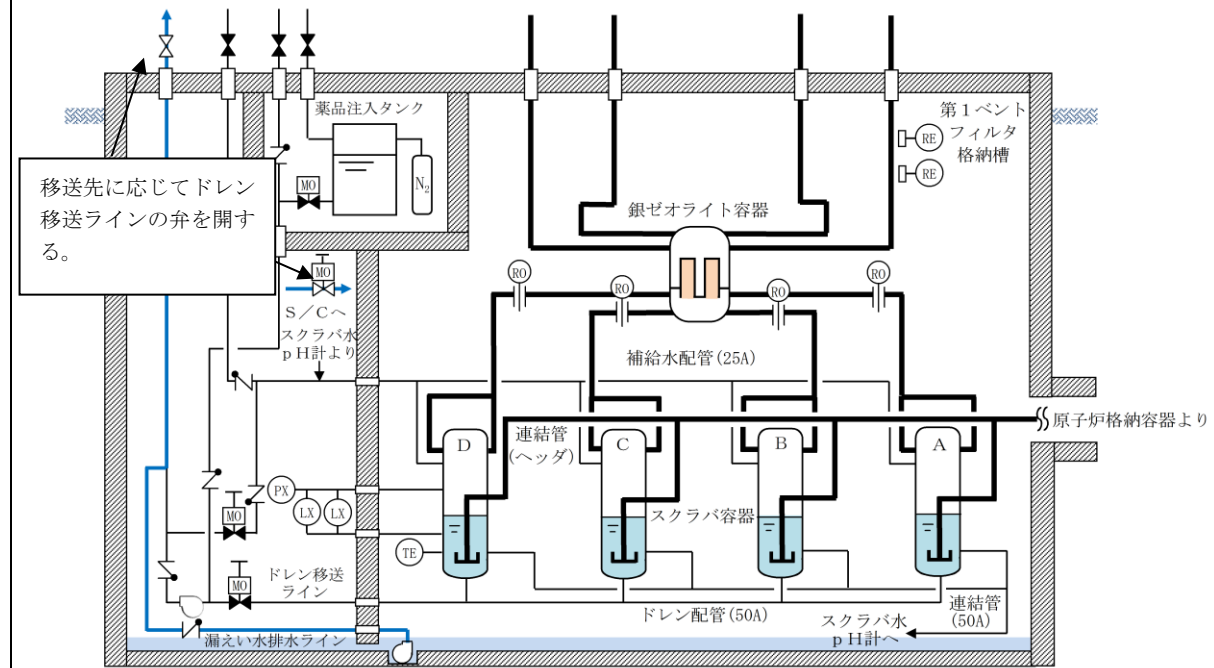 薬品注入タンク
N₂
MO
移送先に応じてドレン
移送ラインの弁を開す
る。
MO
S/Cへ
スクラバ水
pH計より
第1ベント
フィルタ
格納槽
RE
RE
銀ゼオライト容器
RO
RO
RO
RO
補給水配管(25A)
原子炉格納容器より
連結管
(ヘッダ)
D
C
B
A
スクラバ容器
PX
LX
LX
MO
TE
MO
ドレン移送
ライン
ドレン配管(50A)
連結管
(50A)
スクラバ水
pH計へ
漏えい水排水ライン